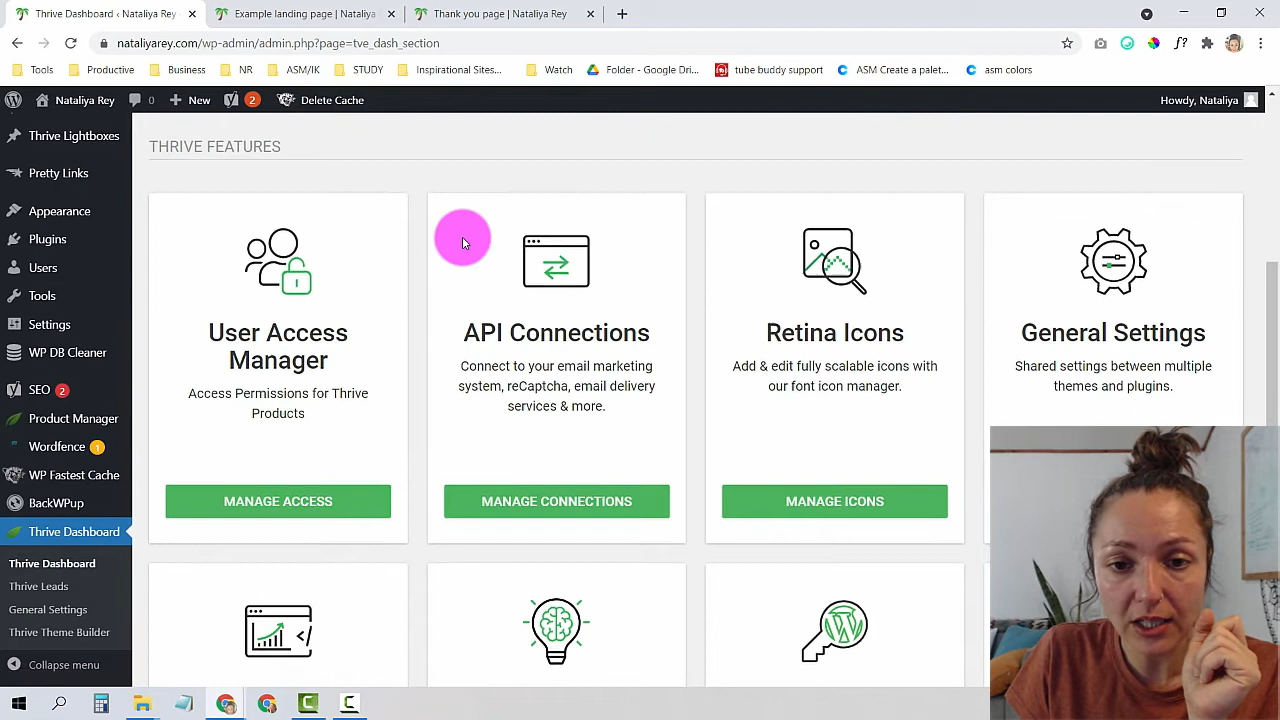 Thrive Dashboard ‹ Nataliya Rey
Example landing page | Nataliya
Thank you page | Nataliya Rey
nataliyarey.com/wp-admin/admin.php?page=tve_dash_section
f?
Tools
Productive
Business
NR
ASM/IK
STUDY
Inspirational Sites...
Watch
Folder - Google Dri...
tube buddy support
ASM Create a palet...
asm colors
Nataliya Rey
0
New
2
Delete Cache
Howdy, Nataliya
Thrive Lightboxes
Pretty Links
Appearance
Plugins
Users
Tools
Settings
WP DB Cleaner
SEO 2
Product Manager
Wordfence 1
WP Fastest Cache
BackWPup
Thrive Dashboard
Thrive Dashboard
Thrive Leads
General Settings
Thrive Theme Builder
Collapse menu
THRIVE FEATURES
User Access
Manager
Access Permissions for Thrive
Products
MANAGE ACCESS
API Connections
Connect to your email marketing
system, reCaptcha, email delivery
services & more.
MANAGE CONNECTIONS
Retina Icons
Add & edit fully scalable icons with
our font icon manager.
MANAGE ICONS
General Settings
Shared settings between multiple
themes and plugins.